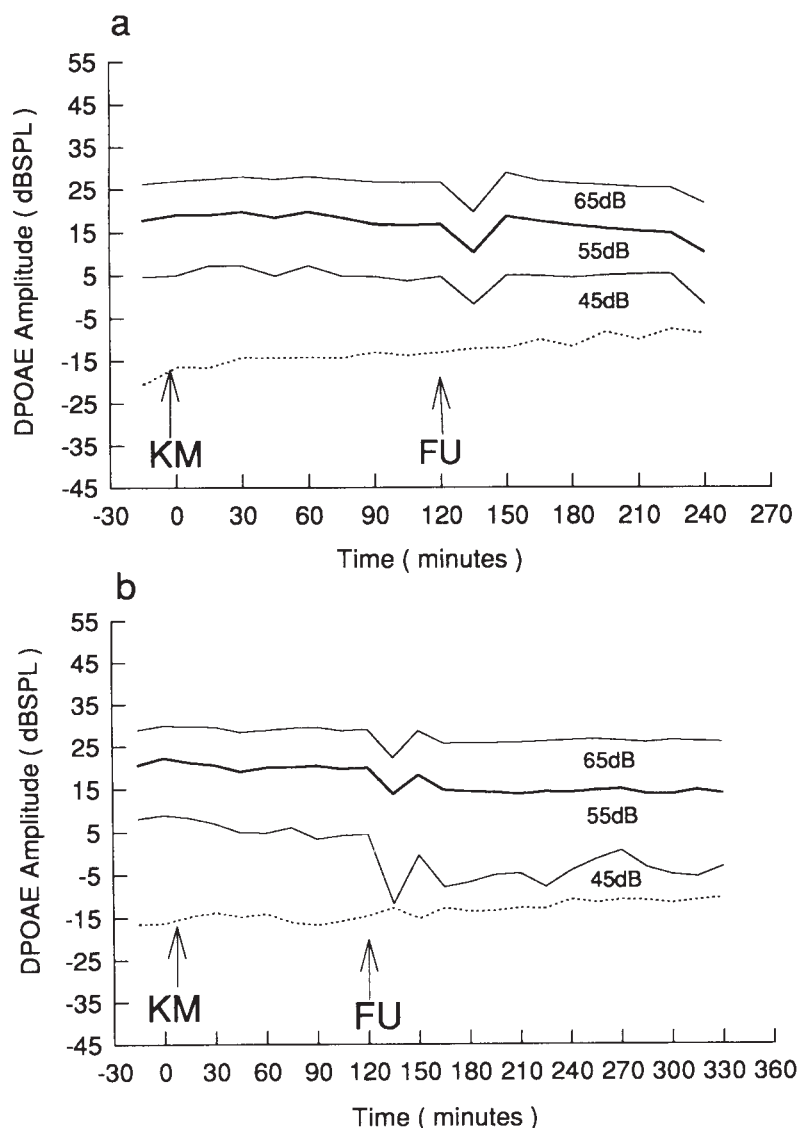 a
DPOAE Amplitude ( dBSPL )
55
45
35
25
15
5
-5
-15
-25
-35
-45
65dB
55dB
45dB
KM
FU
-30 0 30 60 90 120 150 180 210 240 270
Time ( minutes )
b
DPOAE Amplitude ( dBSPL )
55
45
35
25
15
5
-5
-15
-25
-35
-45
65dB
55dB
45dB
KM
FU
-30 0 30 60 90 120 150 180 210 240 270 300 330 360
Time ( minutes )